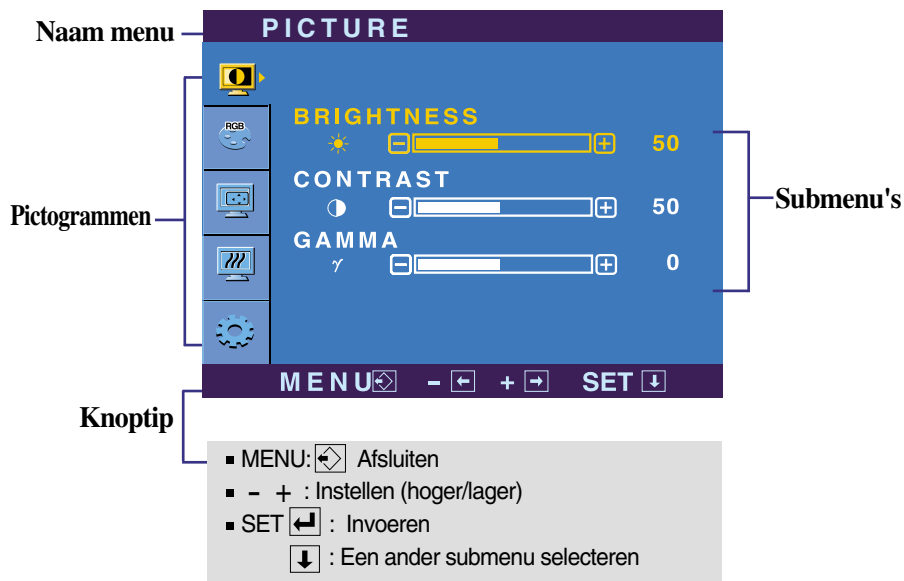 Naam menu
PICTURE
RGB
BRIGHTNESS
50
CONTRAST
50
GAMMA
γ
0
Pictogrammen
Submenu's
MENU - + SET
Knoptip
MENU: Afsluiten
- + : Instellen (hoger/lager)
SET : Invoeren
: Een ander submenu selecteren